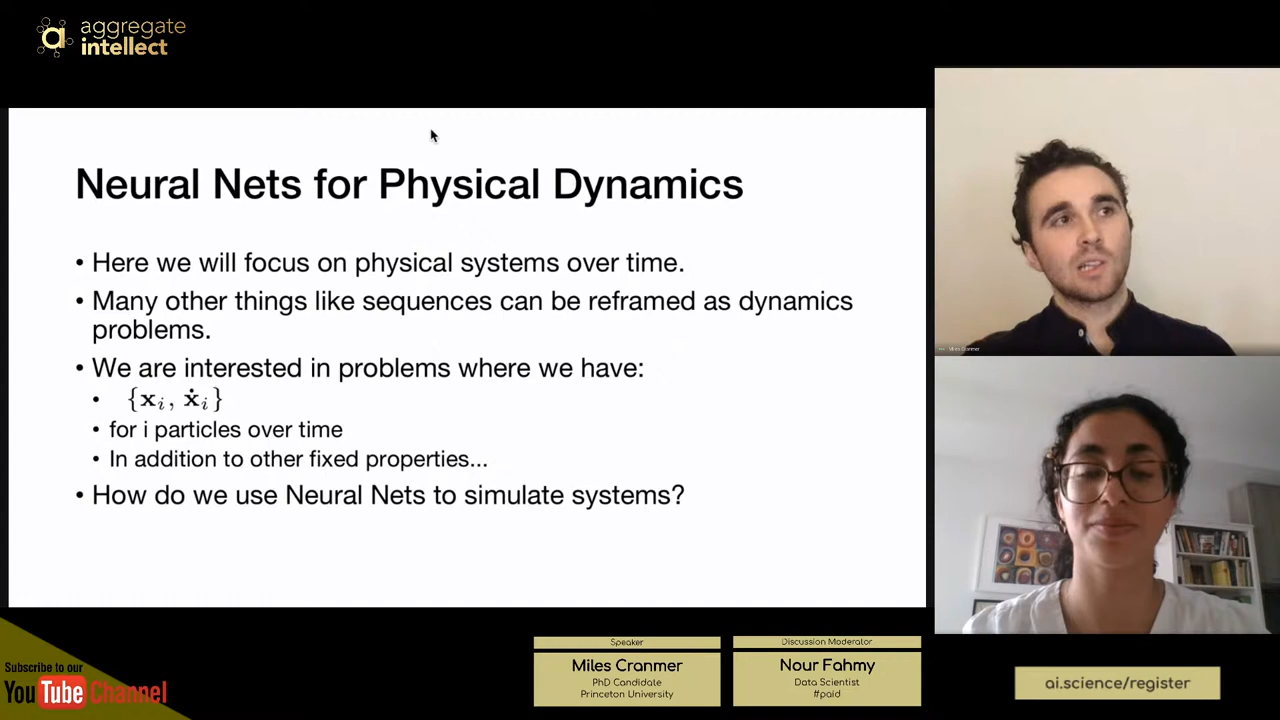 aggregate
intellect
Neural Nets for Physical Dynamics
• Here we will focus on physical systems over time.
• Many other things like sequences can be reframed as dynamics
problems.
• We are interested in problems where we have:
• {𝐱ᵢ, 𝐱̇ᵢ}
• for i particles over time
• In addition to other fixed properties...
• How do we use Neural Nets to simulate systems?
Miles Cranmer
Subscribe to our
YouTube Channel
Speaker
Miles Cranmer
PhD Candidate
Princeton University
Discussion Moderator
Nour Fahmy
Data Scientist
#paid
ai.science/register